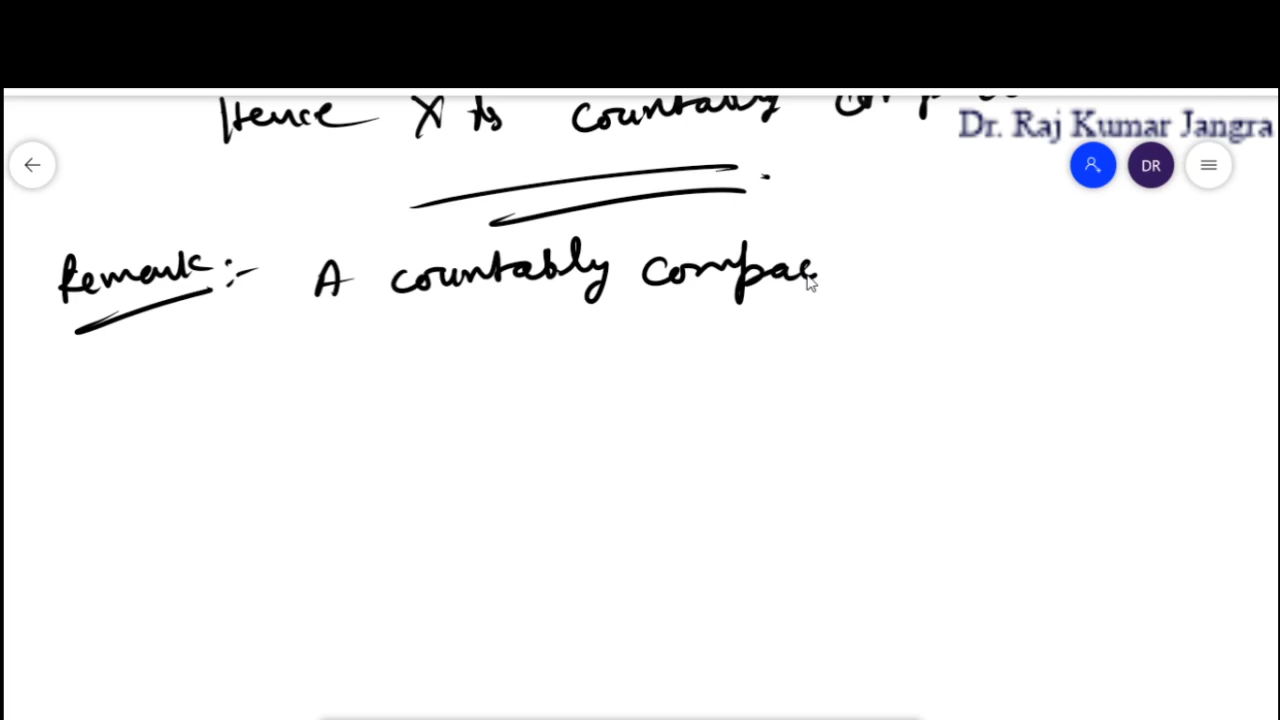 Hence X is countably
Dr. Raj Kumar Jangra
DR
Remark :- A countably compac